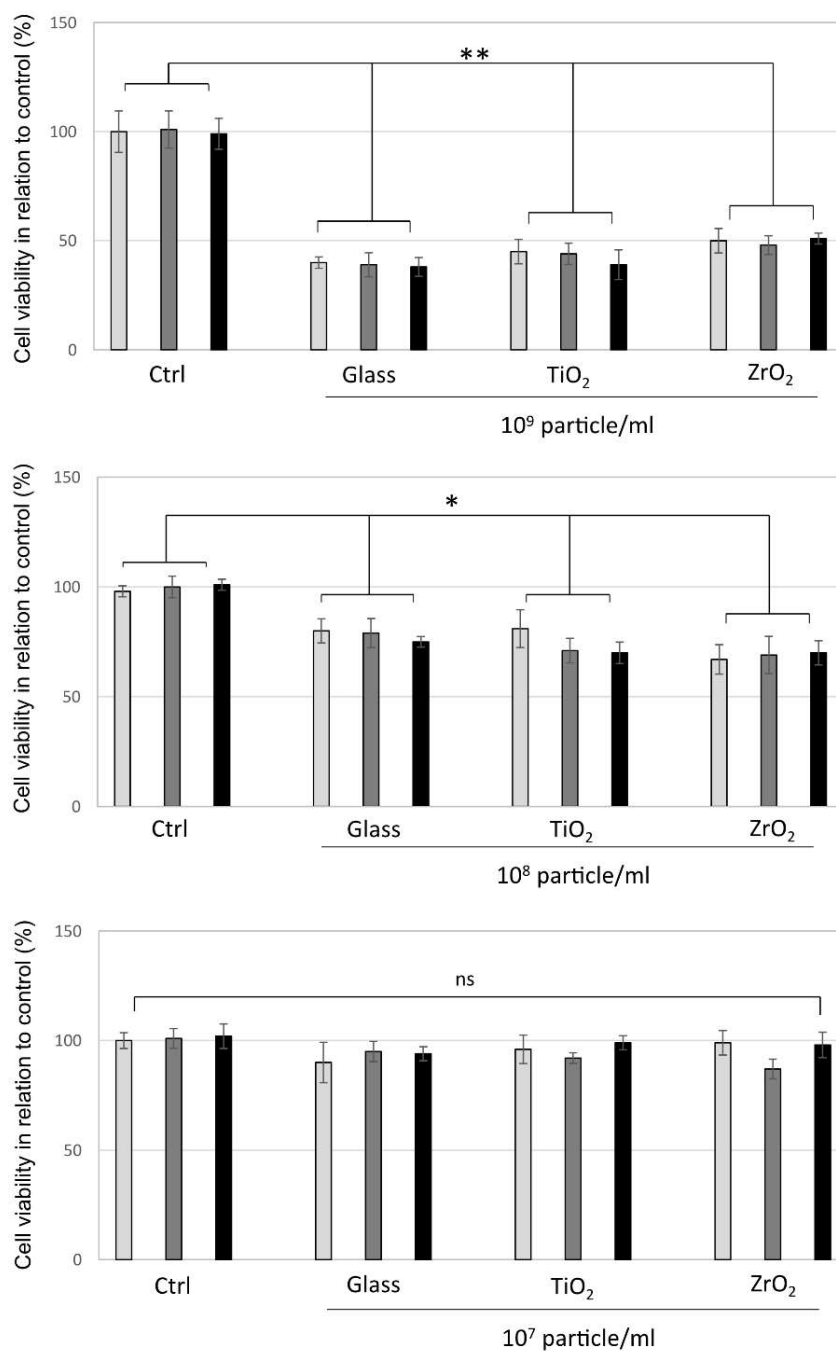 Cell viability in relation to control (%)
150
100
50
0
**
Ctrl
Glass
TiO₂
ZrO₂
10⁹ particle/ml
Cell viability in relation to control (%)
150
100
50
0
*
Ctrl
Glass
TiO₂
ZrO₂
10⁸ particle/ml
Cell viability in relation to control (%)
150
100
50
0
ns
Ctrl
Glass
TiO₂
ZrO₂
10⁷ particle/ml